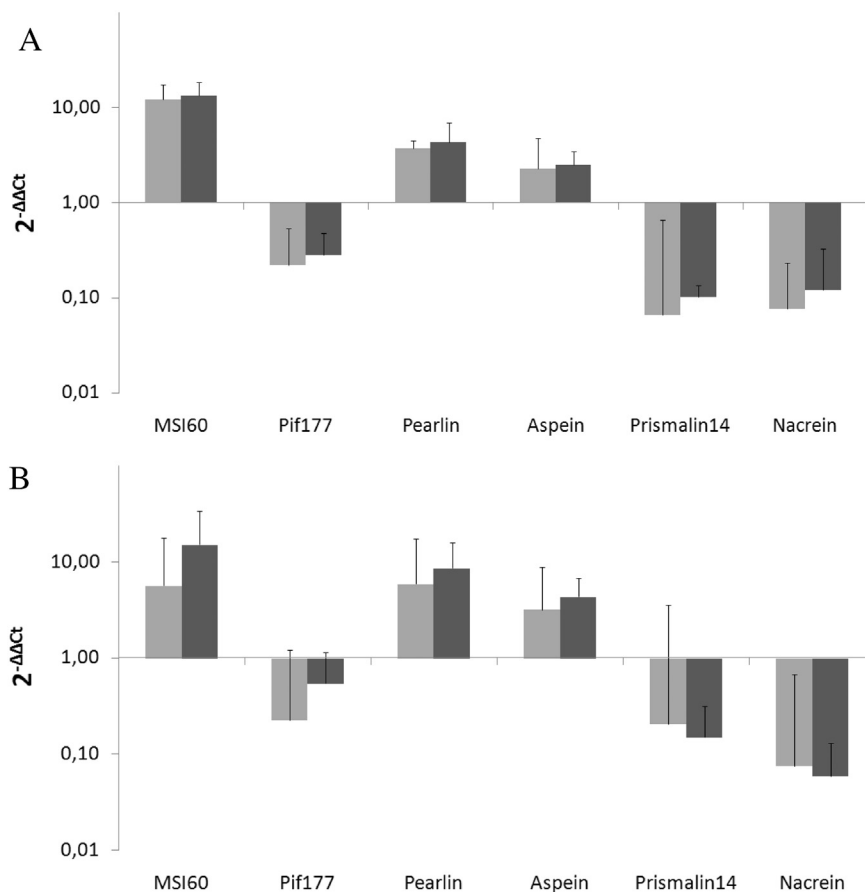 A
10,00
1,00
0,10
0,01
2-ΔΔCt
MSI60 Pif177 Pearlin Aspein Prismalin14 Nacrein
B
10,00
1,00
0,10
0,01
2-ΔΔCt
MSI60 Pif177 Pearlin Aspein Prismalin14 Nacrein